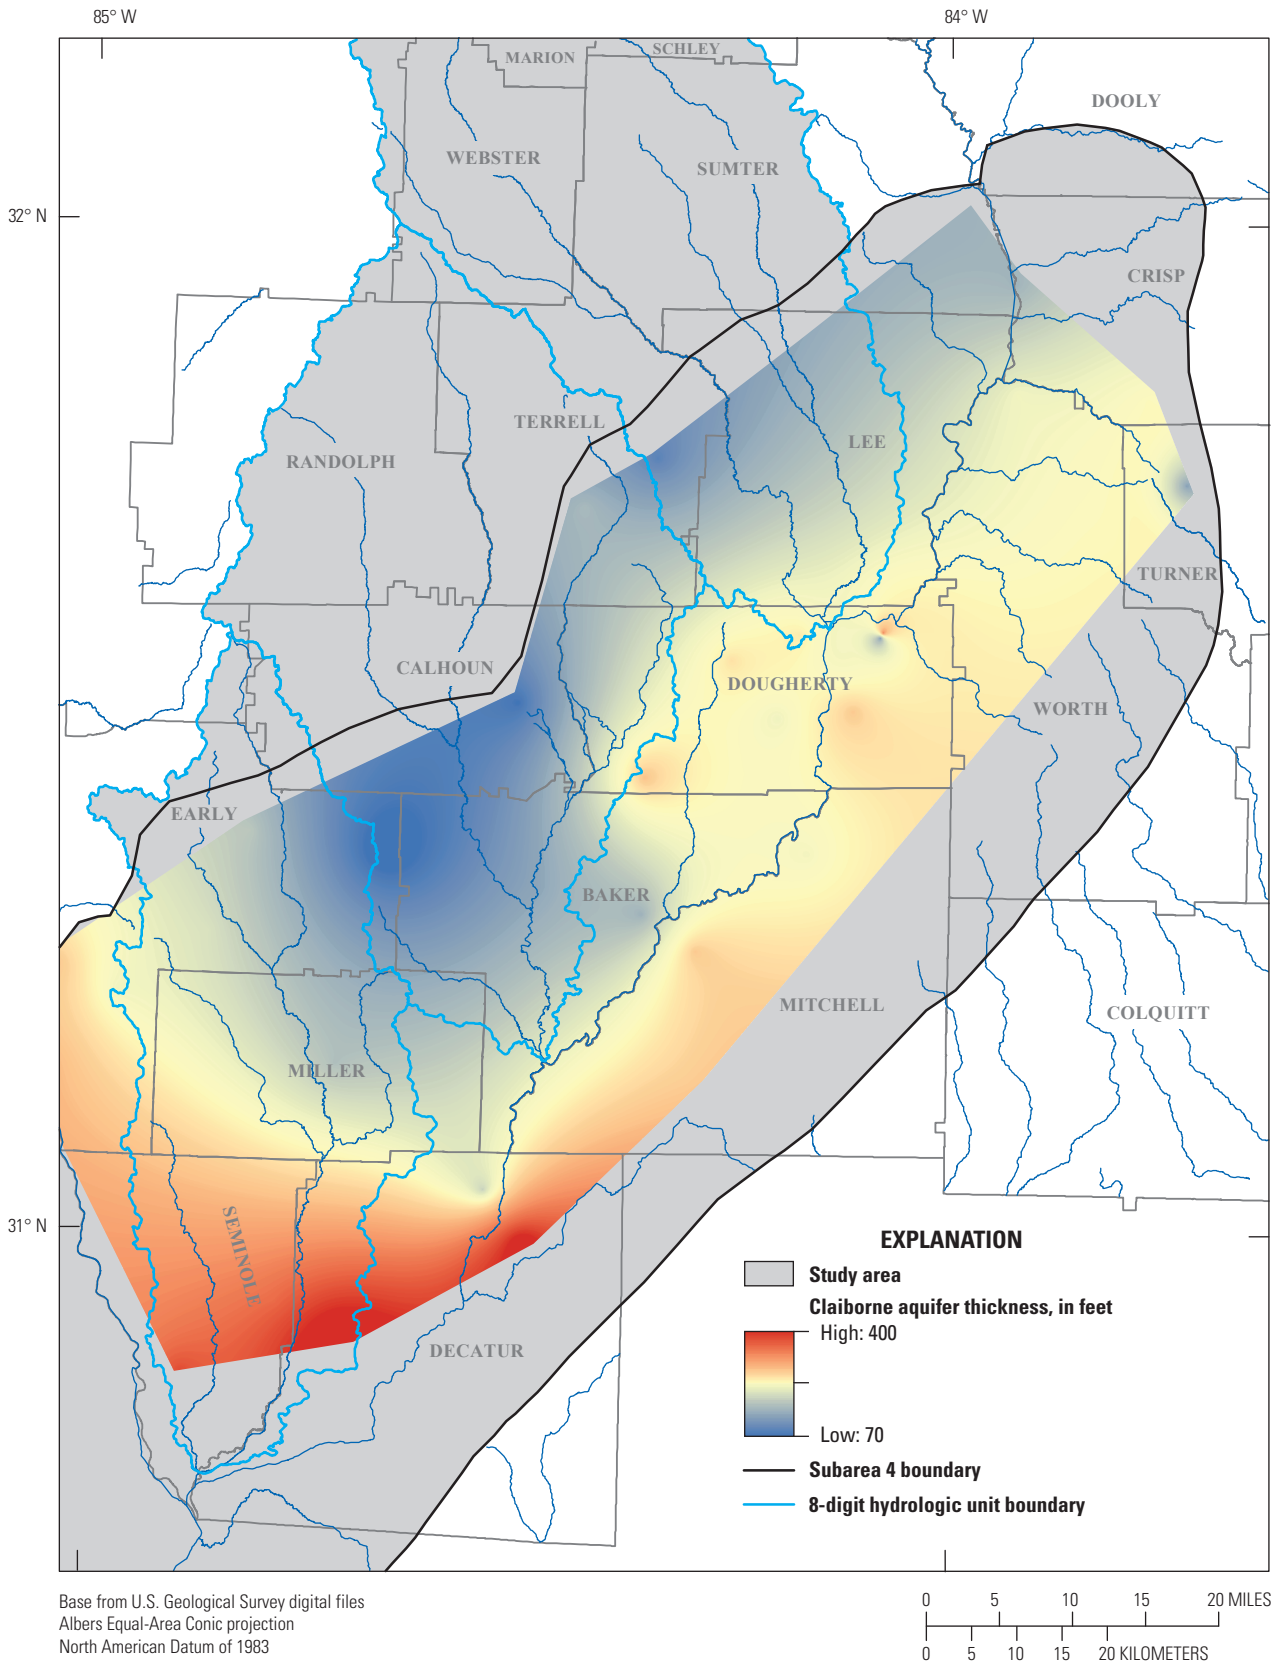 85° W
84° W
SCHLEY
MARION
DOOLY
WEBSTER
SUMTER
32° N
CRISP
TERRELL
LEE
RANDOLPH
TURNER
CALHOUN
DOUGHERTY
WORTH
EARLY
BAKER
MITCHELL
COLQUITT
MILLER
SEMINOLE
31° N
DECATUR
EXPLANATION
Study area
Claiborne aquifer thickness, in feet
High: 400
Low: 70
Subarea 4 boundary
8-digit hydrologic unit boundary
Base from U.S. Geological Survey digital files
Albers Equal-Area Conic projection
North American Datum of 1983
0 5 10 15 20 MILES
0 5 10 15 20 KILOMETERS